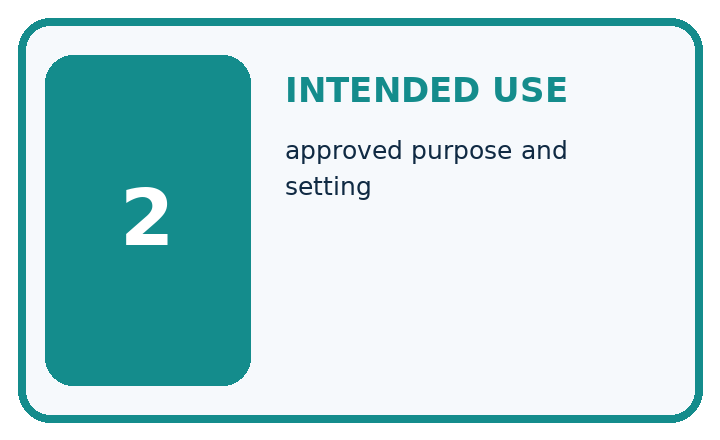 2
INTENDED USE
approved purpose and
setting